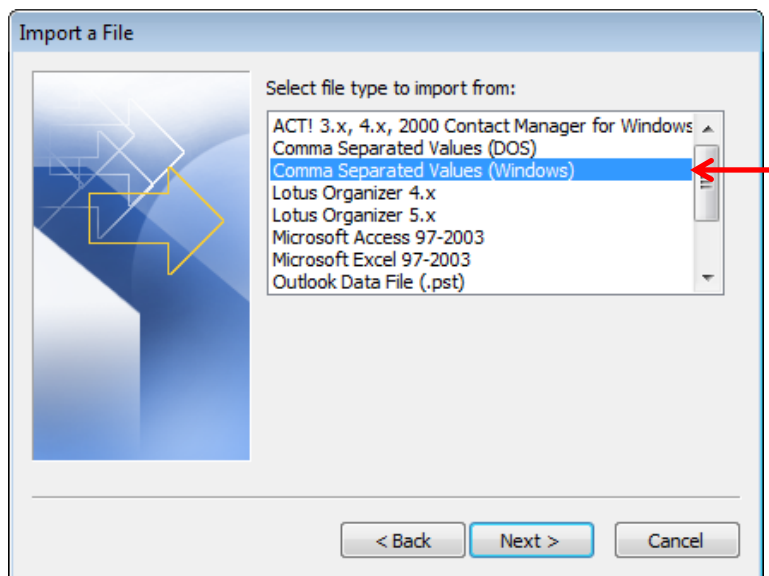 Import a File
Select file type to import from:
ACT! 3.x, 4.x, 2000 Contact Manager for Windows
Comma Separated Values (DOS)
Comma Separated Values (Windows)
Lotus Organizer 4.x
Lotus Organizer 5.x
Microsoft Access 97-2003
Microsoft Excel 97-2003
Outlook Data File (.pst)
< Back Next > Cancel